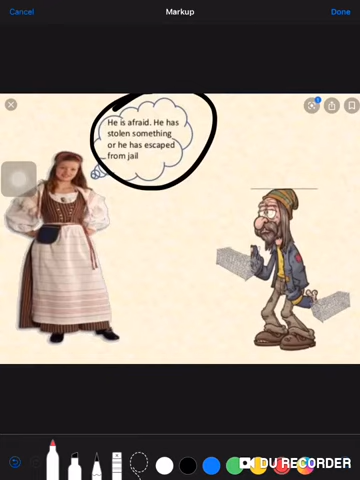 Cancel
Markup
Done
He is afraid. He has
stolen something
or he has escaped
from jail
DU RECORDER